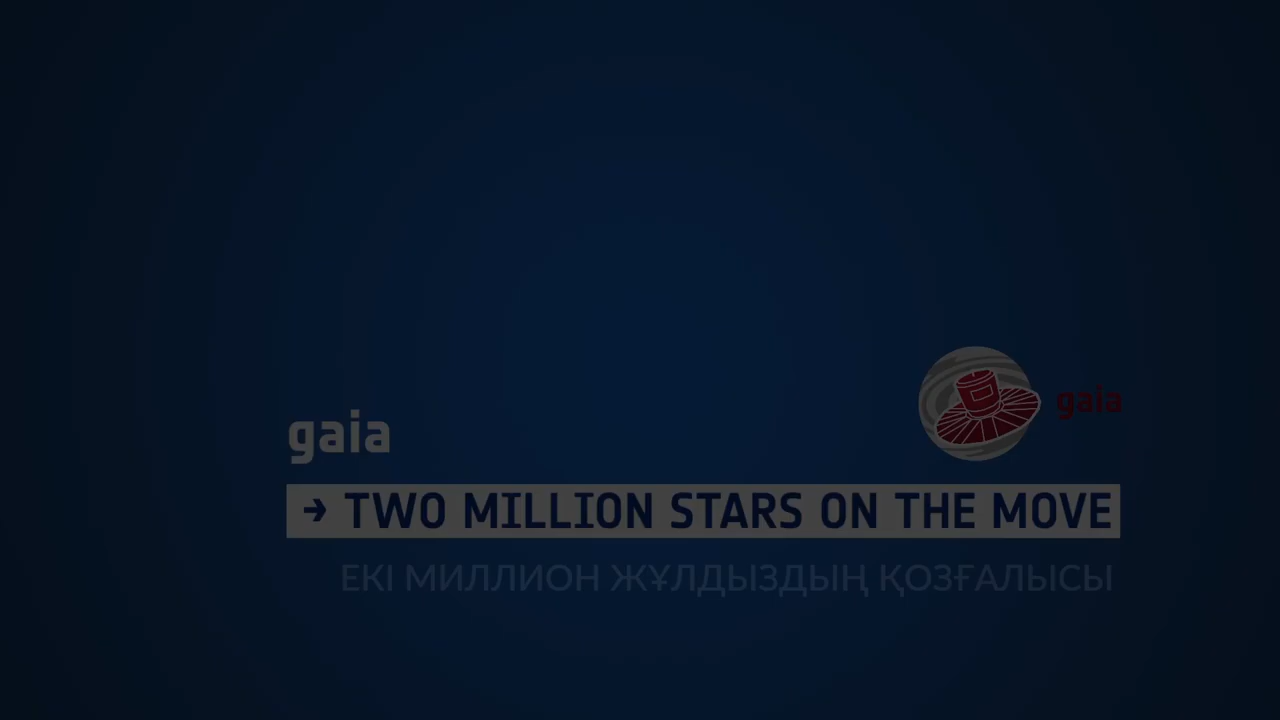 gaia
gaia
→ TWO MILLION STARS ON THE MOVE
ЕКІ МИЛЛИОН ЖҰЛДЫЗДЫҢ ҚОЗҒАЛЫСЫ